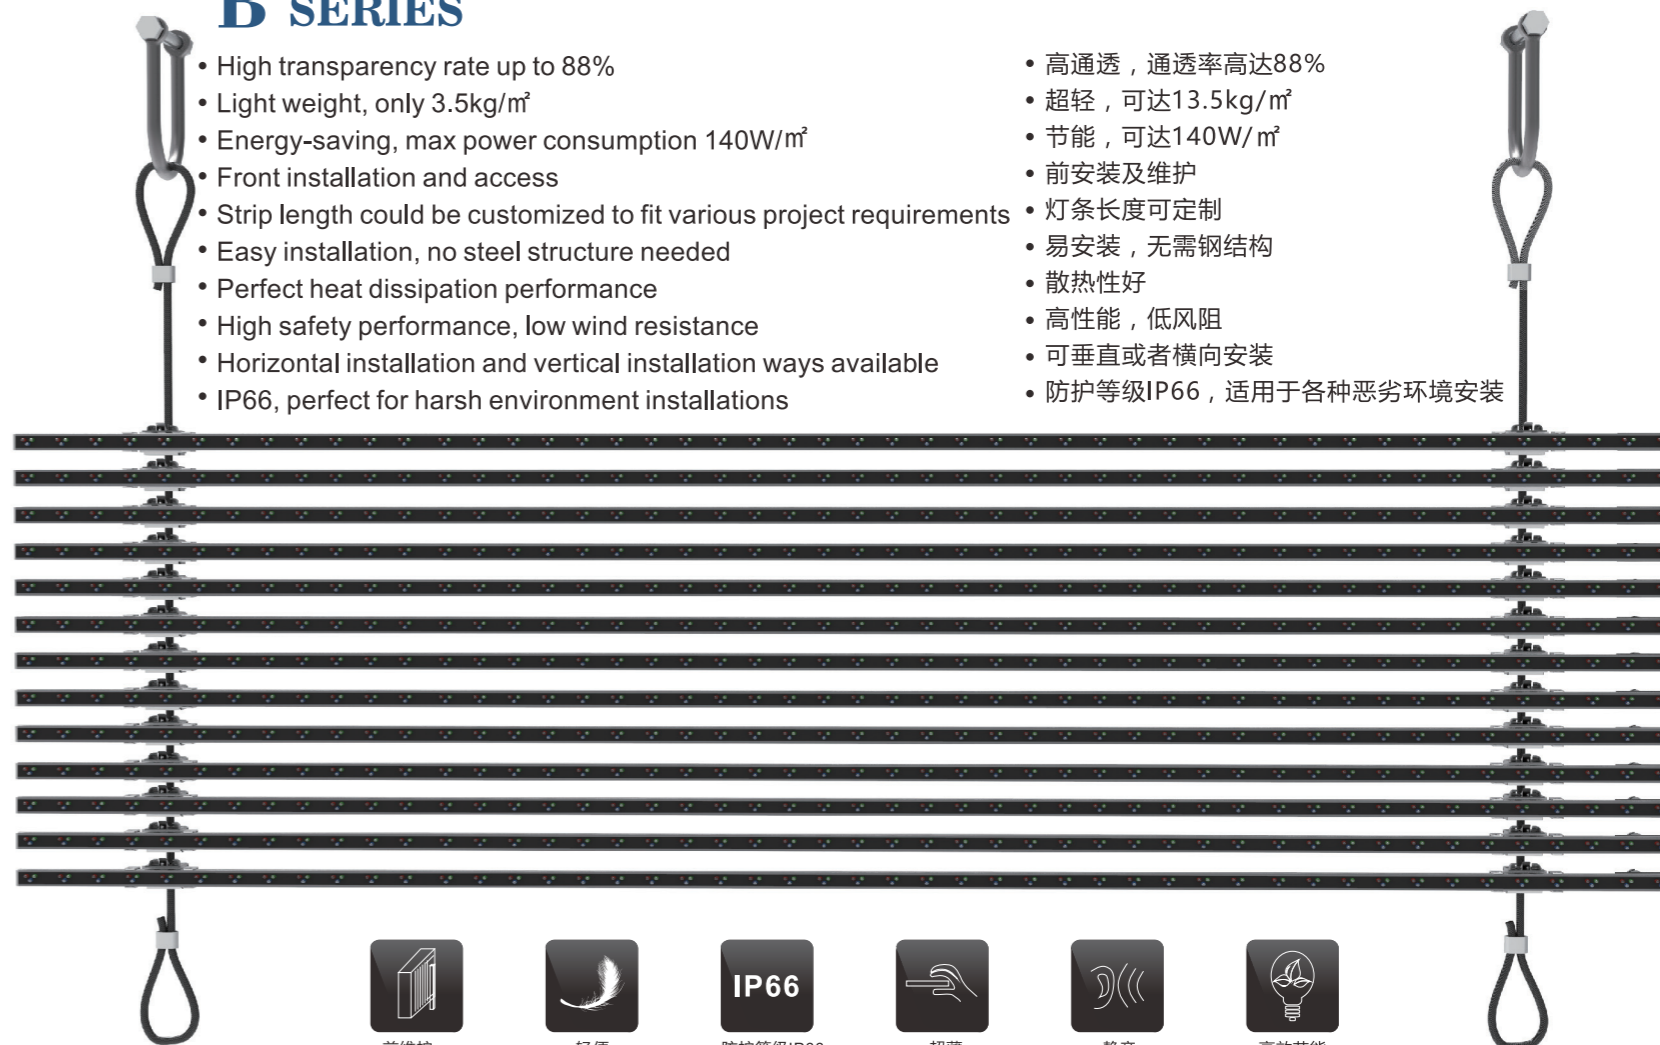 B SERIES
• High transparency rate up to 88%
• Light weight, only 3.5kg/㎡
• Energy-saving, max power consumption 140W/㎡
• Front installation and access
• Strip length could be customized to fit various project requirements
• Easy installation, no steel structure needed
• Perfect heat dissipation performance
• High safety performance, low wind resistance
• Horizontal installation and vertical installation ways available
• IP66, perfect for harsh environment installations
• 高通透，通透率高达88%
• 超轻，可达13.5kg/㎡
• 节能，可达140W/㎡
• 前安装及维护
• 灯条长度可定制
• 易安装，无需钢结构
• 散热性好
• 高性能，低风阻
• 可垂直或者横向安装
• 防护等级IP66，适用于各种恶劣环境安装
IP66